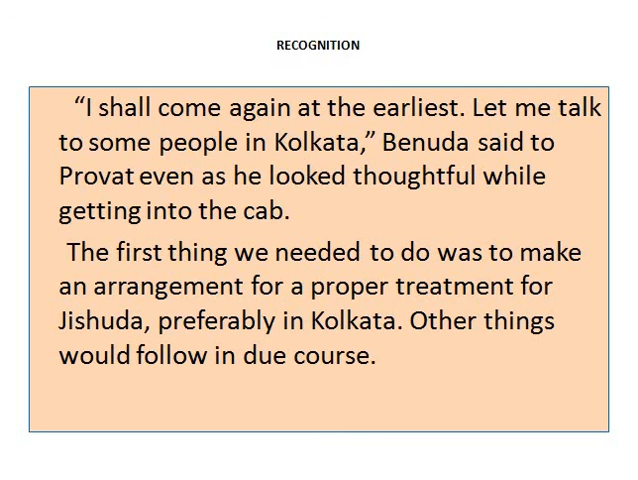 RECOGNITION
“I shall come again at the earliest. Let me talk
to some people in Kolkata,” Benuda said to
Provat even as he looked thoughtful while
getting into the cab.
The first thing we needed to do was to make
an arrangement for a proper treatment for
Jishuda, preferably in Kolkata. Other things
would follow in due course.